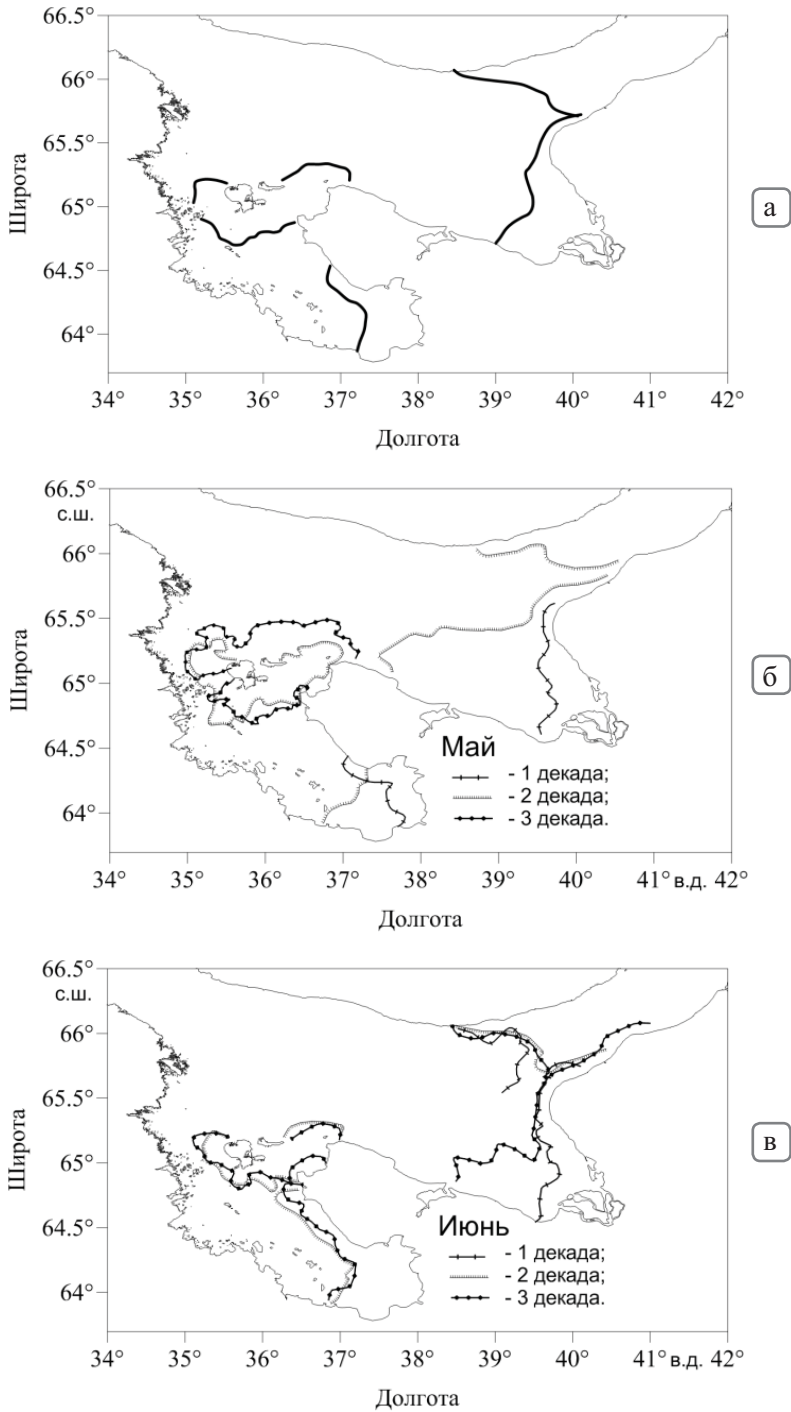 66.5°
66°
65.5°
65°
64.5°
64°
Широта
34° 35° 36° 37° 38° 39° 40° 41° 42°
Долгота
а
66.5°
с.ш.
66°
65.5°
65°
64.5°
64°
Широта
Май
- 1 декада;
- 2 декада;
- 3 декада.
34° 35° 36° 37° 38° 39° 40° 41° в.д. 42°
Долгота
б
66.5°
с.ш.
66°
65.5°
65°
64.5°
64°
Широта
Июнь
- 1 декада;
- 2 декада;
- 3 декада.
34° 35° 36° 37° 38° 39° 40° 41° в.д. 42°
Долгота
в